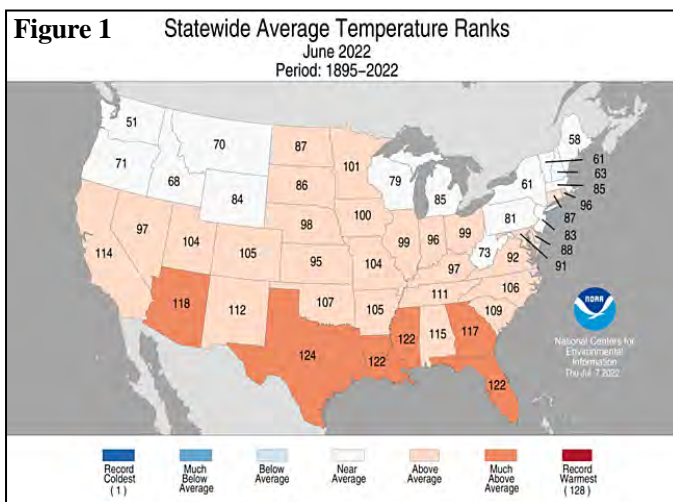 Figure 1
Statewide Average Temperature Ranks
June 2022
Period: 1895–2022
51
70
87
101
58
71
68
84
86
79
85
61
61
63
85
96
87
83
88
91
97
104
105
98
100
99
96
99
81
73
92
114
95
104
97
106
118
112
107
105
111
109
124
122
122
115
117
122
NOAA
National Centers for
Environmental
Information
Thu Jul 7 2022
Record
Coldest
( 1 )
Much
Below
Average
Below
Average
Near
Average
Above
Average
Much
Above
Average
Record
Warmest
( 128 )